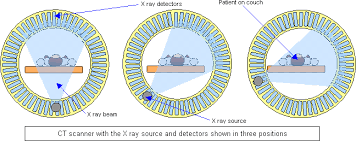 X ray detectors
Patient on couch
X ray beam
X ray source
CT scanner with the X ray source and detectors shown in three positions